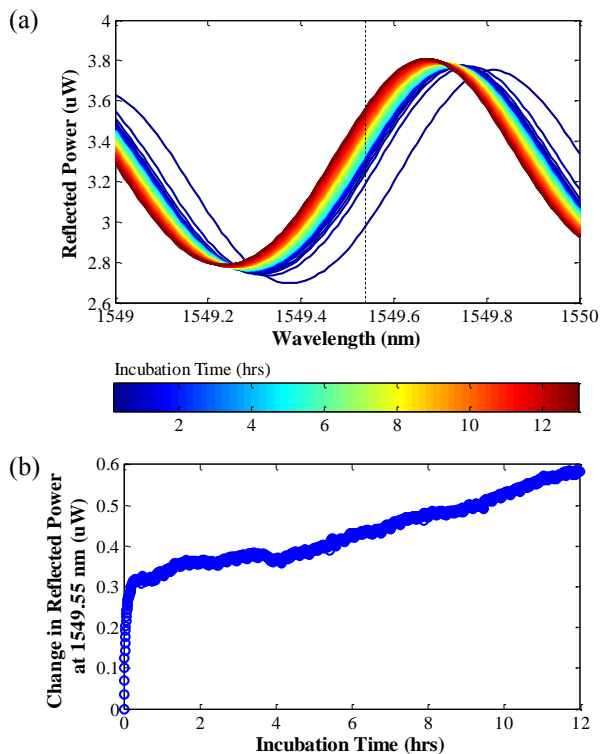 (a)
4
3.8
3.6
3.4
3.2
3
2.8
2.6
Reflected Power (uW)
1549 1549.2 1549.4 1549.6 1549.8 1550
Wavelength (nm)
Incubation Time (hrs)
2 4 6 8 10 12
(b)
0.6
0.5
0.4
0.3
0.2
0.1
0
Change in Reflected Power
at 1549.55 nm (uW)
0 2 4 6 8 10 12
Incubation Time (hrs)